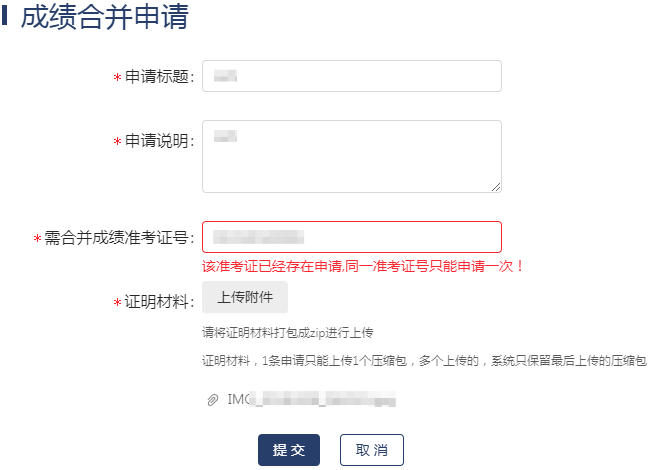 成绩合并申请
*申请标题:
*申请说明:
*需合并成绩准考证号:
该准考证已经存在申请,同一准考证号只能申请一次！
*证明材料: 上传附件
请将证明材料打包成zip进行上传
证明材料，1条申请只能上传1个压缩包，多个上传的，系统只保留最后上传的压缩包
提 交 取 消